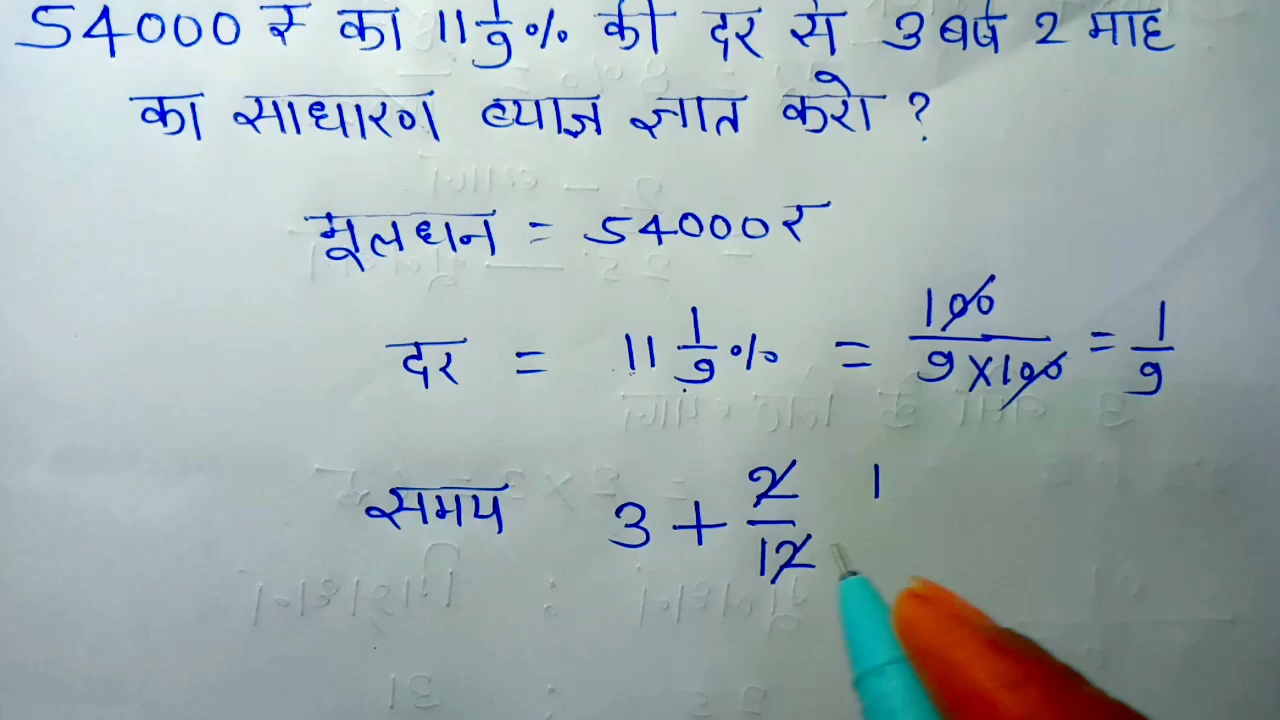 54000 र का 11 1/9 % की दर से 3 बर्ष 2 माह
का साधारण ब्याज ज्ञात करो ?
मूलधन = 54000 र
दर = 11 1/9 % = 100/9×100 = 1/9
समय 3 + 2/12 1